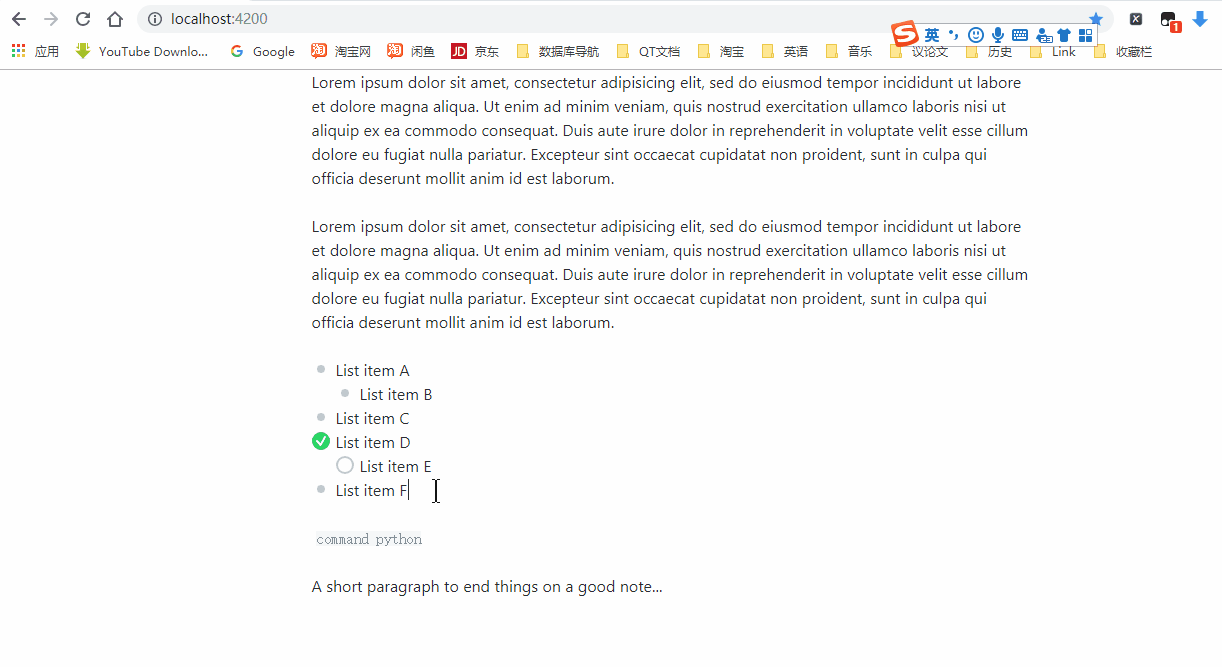 localhost:4200
英
1
应用 YouTube Downlo... Google 淘宝网 闲鱼 JD 京东 数据库导航 QT文档 淘宝 英语 音乐 议论文 历史 Link 收藏栏
Lorem ipsum dolor sit amet, consectetur adipisicing elit, sed do eiusmod tempor incididunt ut labore
et dolore magna aliqua. Ut enim ad minim veniam, quis nostrud exercitation ullamco laboris nisi ut
aliquip ex ea commodo consequat. Duis aute irure dolor in reprehenderit in voluptate velit esse cillum
dolore eu fugiat nulla pariatur. Excepteur sint occaecat cupidatat non proident, sunt in culpa qui
officia deserunt mollit anim id est laborum.
Lorem ipsum dolor sit amet, consectetur adipisicing elit, sed do eiusmod tempor incididunt ut labore
et dolore magna aliqua. Ut enim ad minim veniam, quis nostrud exercitation ullamco laboris nisi ut
aliquip ex ea commodo consequat. Duis aute irure dolor in reprehenderit in voluptate velit esse cillum
dolore eu fugiat nulla pariatur. Excepteur sint occaecat cupidatat non proident, sunt in culpa qui
officia deserunt mollit anim id est laborum.
List item A
List item B
List item C
List item D
List item E
List item F
command python
A short paragraph to end things on a good note...